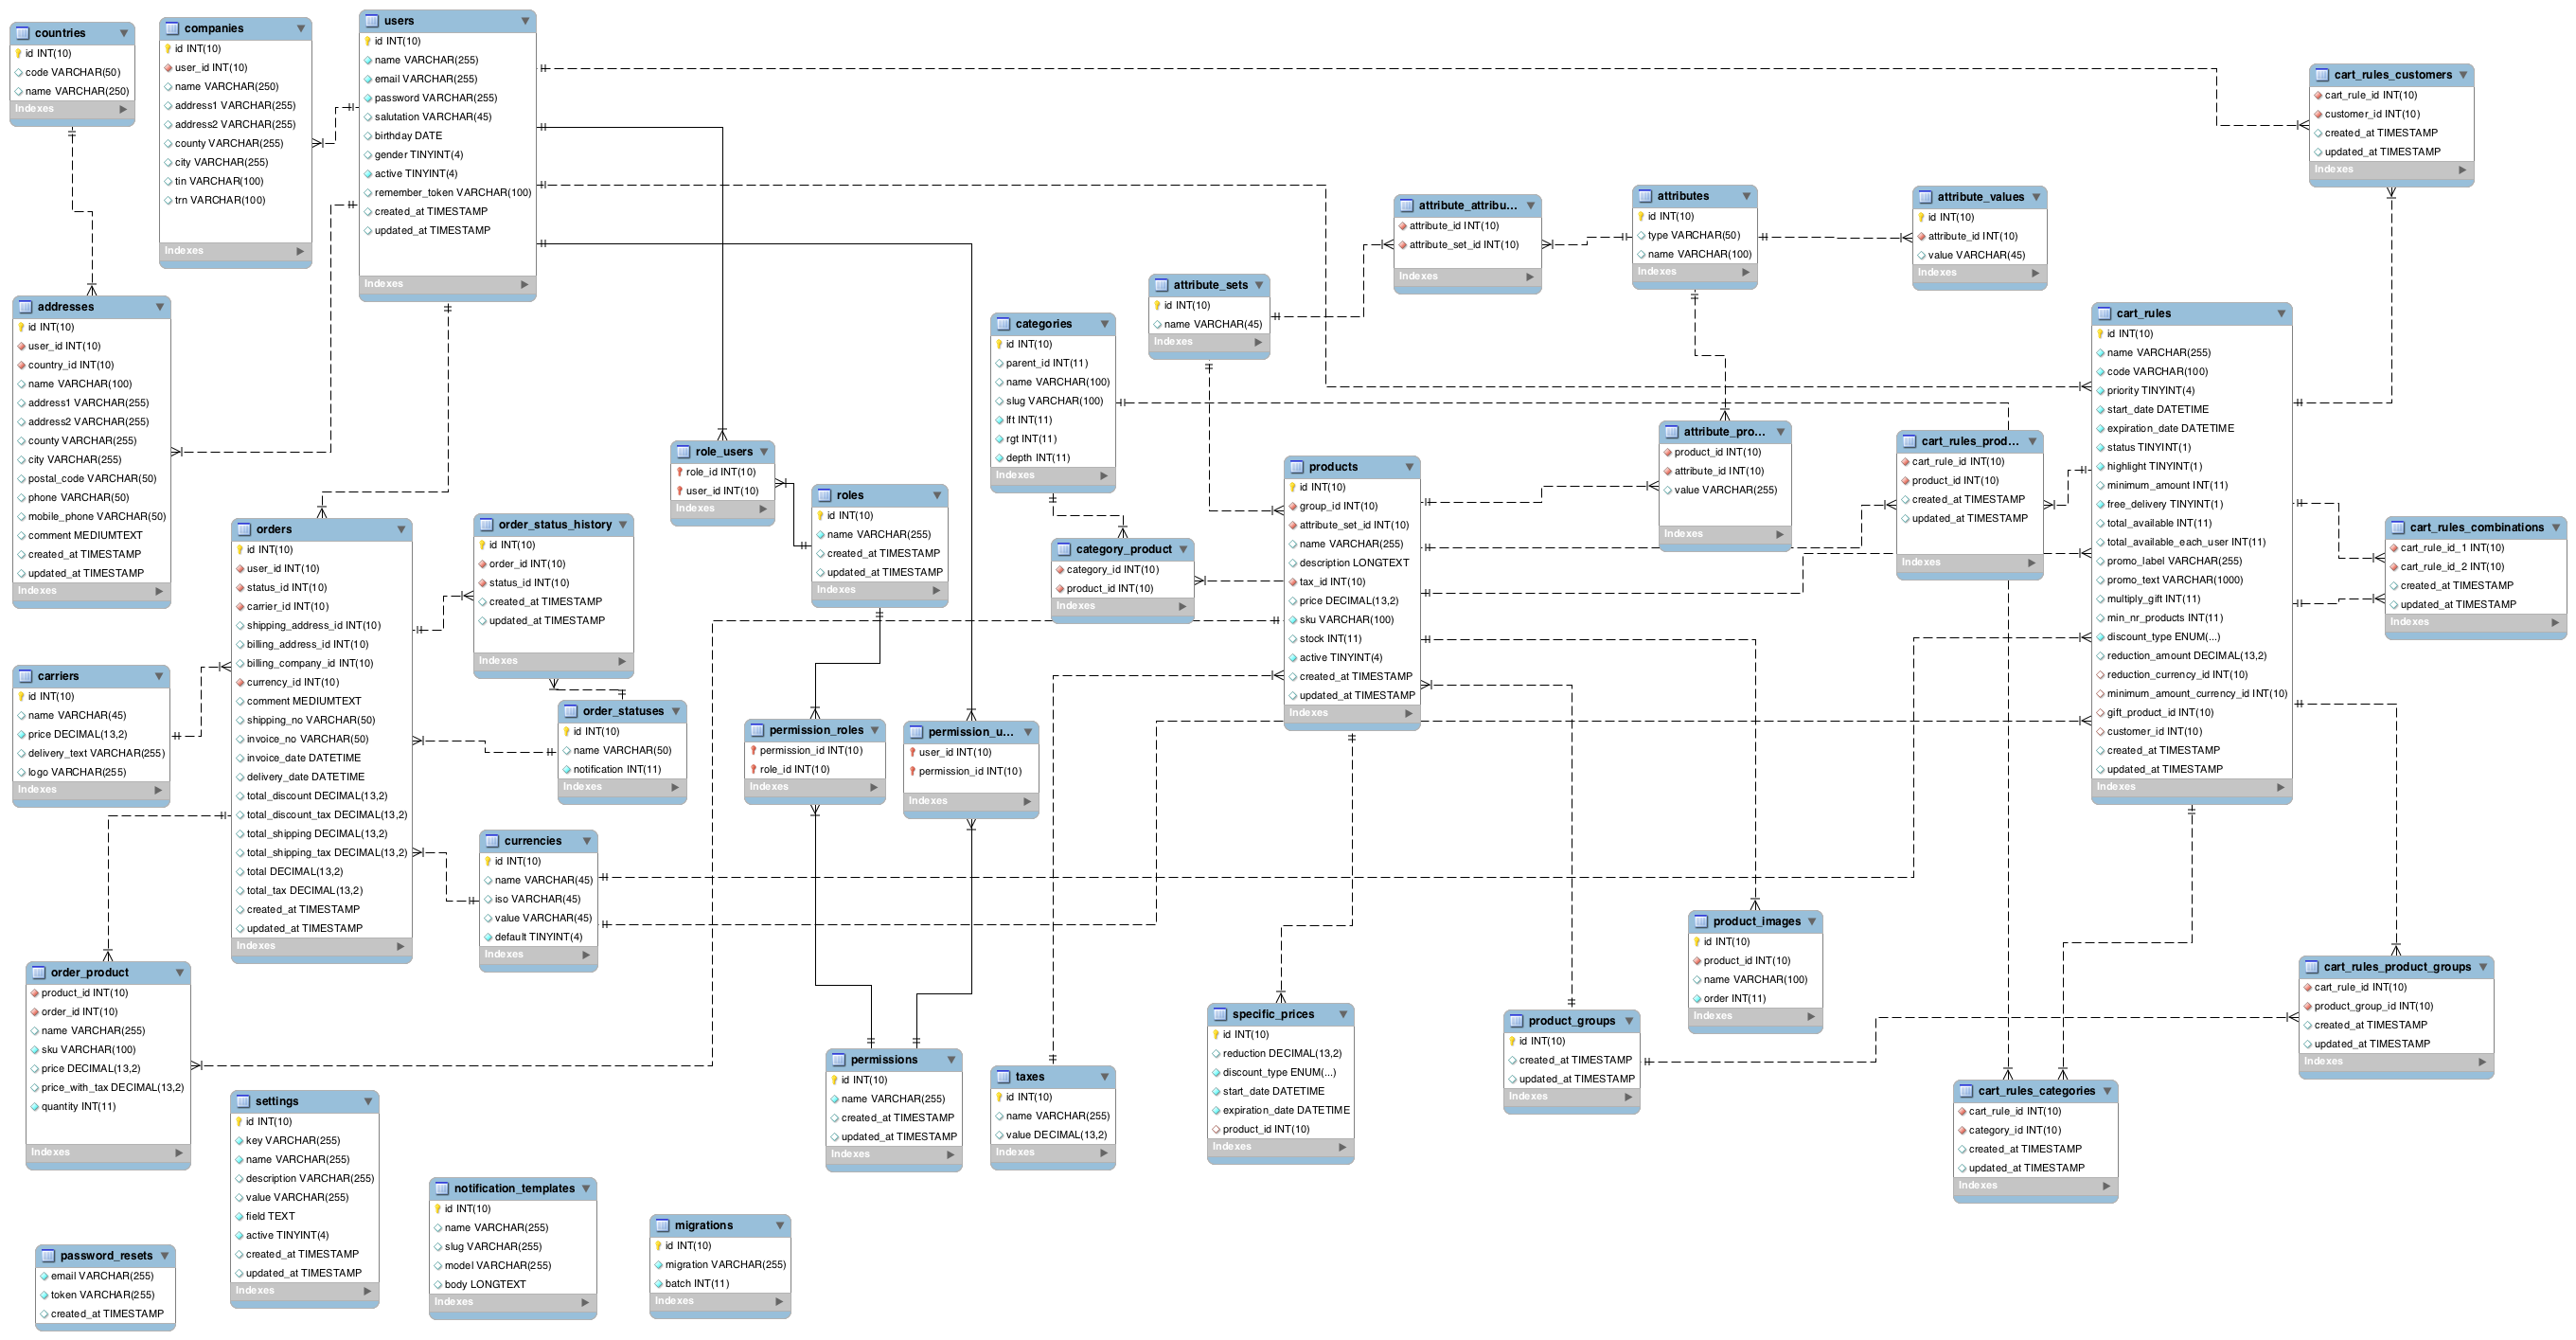 countries
id INT(10)
code VARCHAR(50)
name VARCHAR(250)
Indexes
companies
id INT(10)
user_id INT(10)
name VARCHAR(250)
address1 VARCHAR(255)
address2 VARCHAR(255)
county VARCHAR(255)
city VARCHAR(255)
tin VARCHAR(100)
trn VARCHAR(100)
Indexes
users
id INT(10)
name VARCHAR(255)
email VARCHAR(255)
password VARCHAR(255)
salutation VARCHAR(45)
birthday DATE
gender TINYINT(4)
active TINYINT(4)
remember_token VARCHAR(100)
created_at TIMESTAMP
updated_at TIMESTAMP
Indexes
cart_rules_customers
cart_rule_id INT(10)
customer_id INT(10)
created_at TIMESTAMP
updated_at TIMESTAMP
Indexes
attribute_attribu...
attribute_id INT(10)
attribute_set_id INT(10)
Indexes
attributes
id INT(10)
type VARCHAR(50)
name VARCHAR(100)
Indexes
attribute_values
id INT(10)
attribute_id INT(10)
value VARCHAR(45)
Indexes
attribute_sets
id INT(10)
name VARCHAR(45)
Indexes
addresses
id INT(10)
user_id INT(10)
country_id INT(10)
name VARCHAR(100)
address1 VARCHAR(255)
address2 VARCHAR(255)
county VARCHAR(255)
city VARCHAR(255)
postal_code VARCHAR(50)
phone VARCHAR(50)
mobile_phone VARCHAR(50)
comment MEDIUMTEXT
created_at TIMESTAMP
updated_at TIMESTAMP
Indexes
categories
id INT(10)
parent_id INT(11)
name VARCHAR(100)
slug VARCHAR(100)
lft INT(11)
rgt INT(11)
depth INT(11)
Indexes
cart_rules
id INT(10)
name VARCHAR(255)
code VARCHAR(100)
priority TINYINT(4)
start_date DATETIME
expiration_date DATETIME
status TINYINT(1)
highlight TINYINT(1)
minimum_amount INT(11)
free_delivery TINYINT(1)
total_available INT(11)
total_available_each_user INT(11)
promo_label VARCHAR(255)
promo_text VARCHAR(1000)
multiply_gift INT(11)
min_nr_products INT(11)
discount_type ENUM(...)
reduction_amount DECIMAL(13,2)
reduction_currency_id INT(10)
minimum_amount_currency_id INT(10)
gift_product_id INT(10)
customer_id INT(10)
created_at TIMESTAMP
updated_at TIMESTAMP
Indexes
attribute_pro...
product_id INT(10)
attribute_id INT(10)
value VARCHAR(255)
Indexes
cart_rules_prod...
cart_rule_id INT(10)
product_id INT(10)
created_at TIMESTAMP
updated_at TIMESTAMP
Indexes
role_users
role_id INT(10)
user_id INT(10)
Indexes
products
id INT(10)
group_id INT(10)
attribute_set_id INT(10)
name VARCHAR(255)
description LONGTEXT
tax_id INT(10)
price DECIMAL(13,2)
sku VARCHAR(100)
stock INT(11)
active TINYINT(4)
created_at TIMESTAMP
updated_at TIMESTAMP
Indexes
roles
id INT(10)
name VARCHAR(255)
created_at TIMESTAMP
updated_at TIMESTAMP
Indexes
orders
id INT(10)
user_id INT(10)
status_id INT(10)
carrier_id INT(10)
shipping_address_id INT(10)
billing_address_id INT(10)
billing_company_id INT(10)
currency_id INT(10)
comment MEDIUMTEXT
shipping_no VARCHAR(50)
invoice_no VARCHAR(50)
invoice_date DATETIME
delivery_date DATETIME
total_discount DECIMAL(13,2)
total_discount_tax DECIMAL(13,2)
total_shipping DECIMAL(13,2)
total_shipping_tax DECIMAL(13,2)
total DECIMAL(13,2)
total_tax DECIMAL(13,2)
created_at TIMESTAMP
updated_at TIMESTAMP
Indexes
order_status_history
id INT(10)
order_id INT(10)
status_id INT(10)
created_at TIMESTAMP
updated_at TIMESTAMP
Indexes
cart_rules_combinations
cart_rule_id_1 INT(10)
cart_rule_id_2 INT(10)
created_at TIMESTAMP
updated_at TIMESTAMP
Indexes
category_product
category_id INT(10)
product_id INT(10)
Indexes
carriers
id INT(10)
name VARCHAR(45)
price DECIMAL(13,2)
delivery_text VARCHAR(255)
logo VARCHAR(255)
Indexes
order_statuses
id INT(10)
name VARCHAR(50)
notification INT(11)
Indexes
permission_roles
permission_id INT(10)
role_id INT(10)
Indexes
permission_u...
user_id INT(10)
permission_id INT(10)
Indexes
currencies
id INT(10)
name VARCHAR(45)
iso VARCHAR(45)
value VARCHAR(45)
default TINYINT(4)
Indexes
product_images
id INT(10)
product_id INT(10)
name VARCHAR(100)
order INT(11)
Indexes
order_product
product_id INT(10)
order_id INT(10)
name VARCHAR(255)
sku VARCHAR(100)
price DECIMAL(13,2)
price_with_tax DECIMAL(13,2)
quantity INT(11)
Indexes
cart_rules_product_groups
cart_rule_id INT(10)
product_group_id INT(10)
created_at TIMESTAMP
updated_at TIMESTAMP
Indexes
specific_prices
id INT(10)
reduction DECIMAL(13,2)
discount_type ENUM(...)
start_date DATETIME
expiration_date DATETIME
product_id INT(10)
Indexes
product_groups
id INT(10)
created_at TIMESTAMP
updated_at TIMESTAMP
Indexes
permissions
id INT(10)
name VARCHAR(255)
created_at TIMESTAMP
updated_at TIMESTAMP
Indexes
taxes
id INT(10)
name VARCHAR(255)
value DECIMAL(13,2)
Indexes
cart_rules_categories
cart_rule_id INT(10)
category_id INT(10)
created_at TIMESTAMP
updated_at TIMESTAMP
Indexes
settings
id INT(10)
key VARCHAR(255)
name VARCHAR(255)
description VARCHAR(255)
value VARCHAR(255)
field TEXT
active TINYINT(4)
created_at TIMESTAMP
updated_at TIMESTAMP
Indexes
notification_templates
id INT(10)
name VARCHAR(255)
slug VARCHAR(255)
model VARCHAR(255)
body LONGTEXT
Indexes
migrations
id INT(10)
migration VARCHAR(255)
batch INT(11)
Indexes
password_resets
email VARCHAR(255)
token VARCHAR(255)
created_at TIMESTAMP